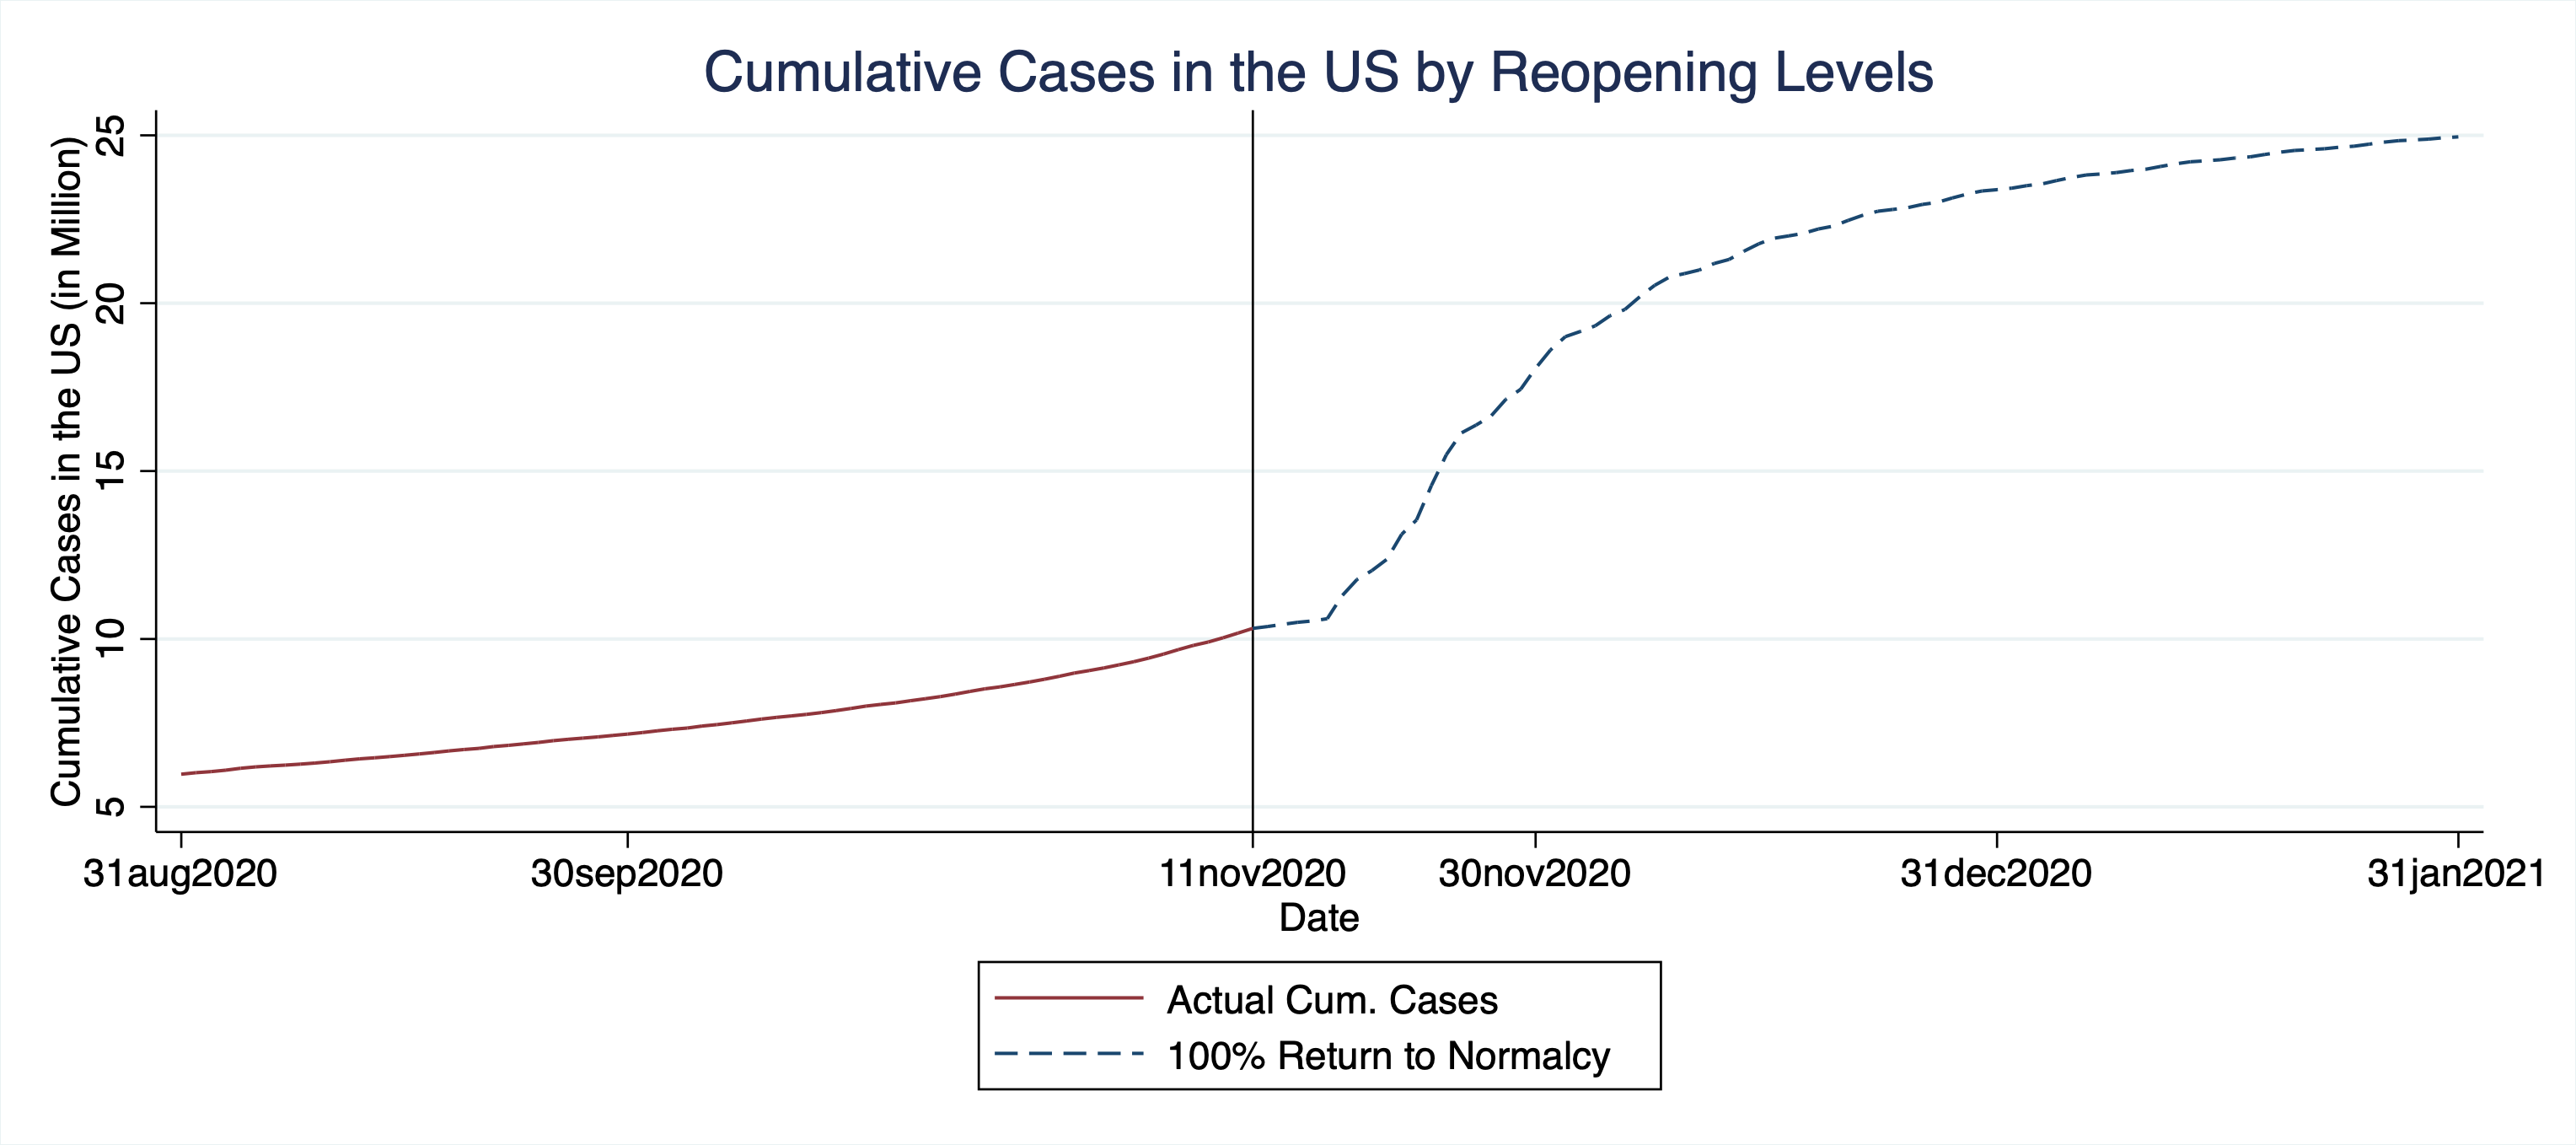 Cumulative Cases in the US by Reopening Levels
Cumulative Cases in the US (in Million)
25
20
15
10
5
31aug2020 30sep2020 11nov2020 30nov2020 31dec2020 31jan2021
Date
Actual Cum. Cases
100% Return to Normalcy